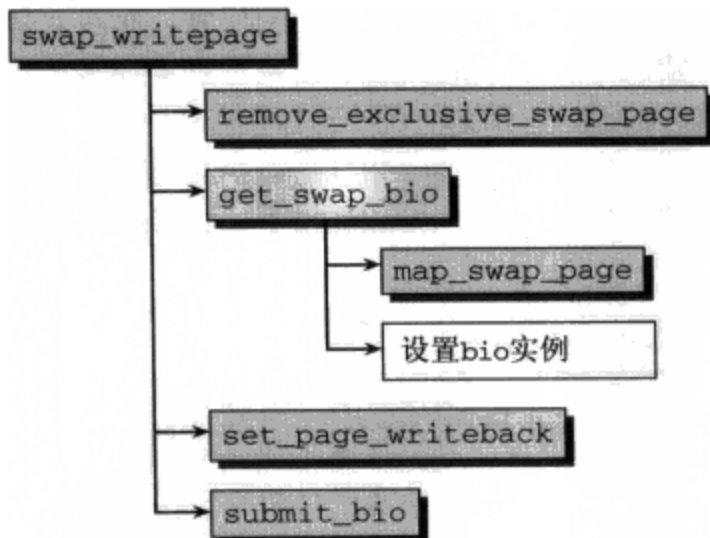 swap_writepage
remove_exclusive_swap_page
get_swap_bio
map_swap_page
设置bio实例
set_page_writeback
submit_bio